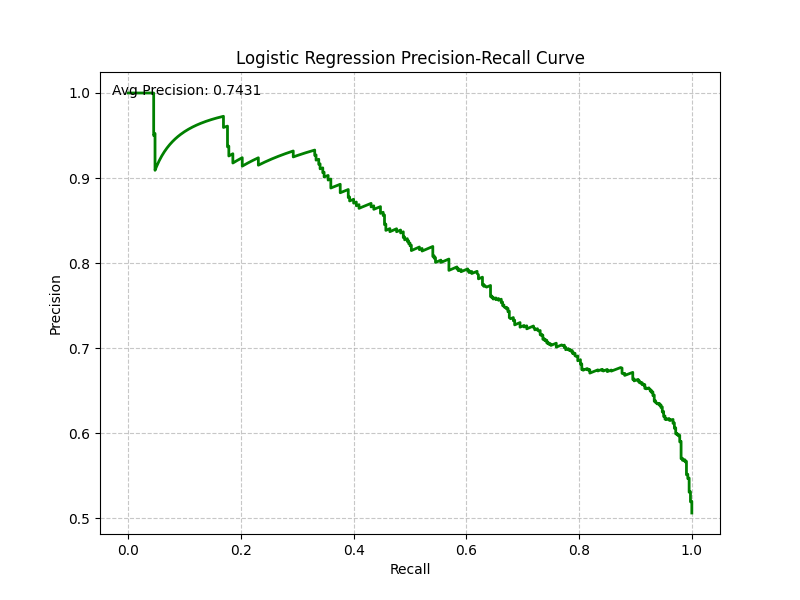 Logistic Regression Precision-Recall Curve
Avg Precision: 0.7431
1.0
0.9
0.8
0.7
0.6
0.5
Precision
0.0 0.2 0.4 0.6 0.8 1.0
Recall